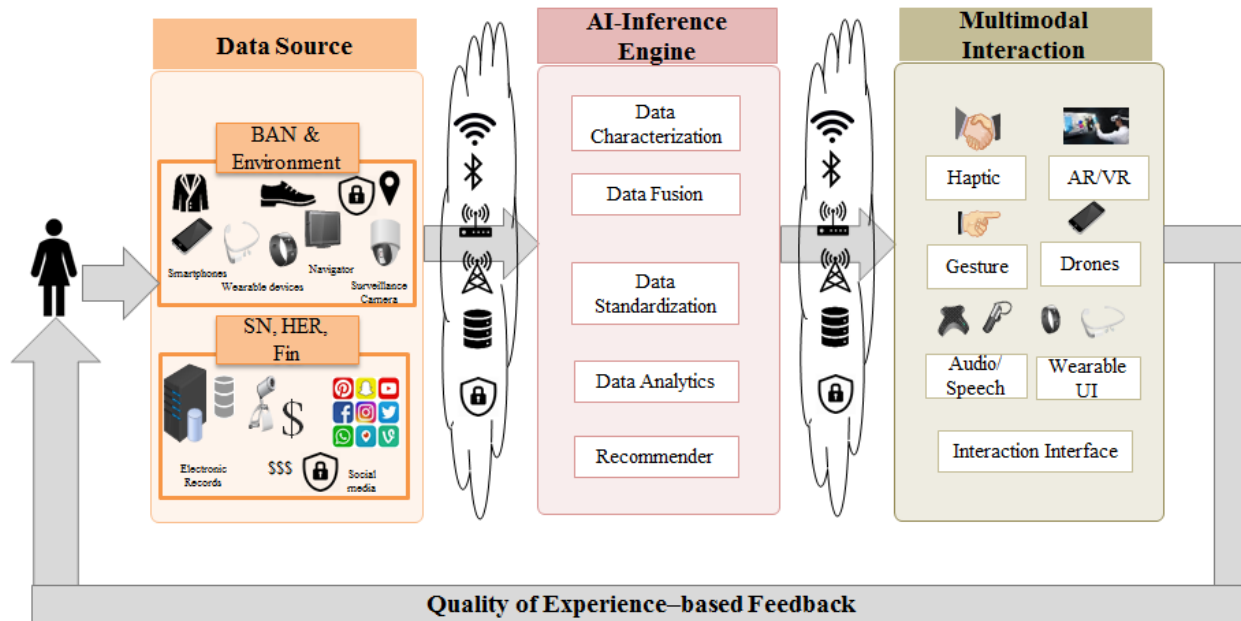 Data Source
BAN &
Environment
Smartphones
Wearable devices
Navigator
Surveillance
Camera
SN, HER,
Fin
$
$$$
Electronic
Records
Social
media
AI-Inference
Engine
Data
Characterization
Data Fusion
Data
Standardization
Data Analytics
Recommender
Multimodal
Interaction
Haptic
AR/VR
Gesture
Drones
Audio/
Speech
Wearable
UI
Interaction Interface
Quality of Experience–based Feedback